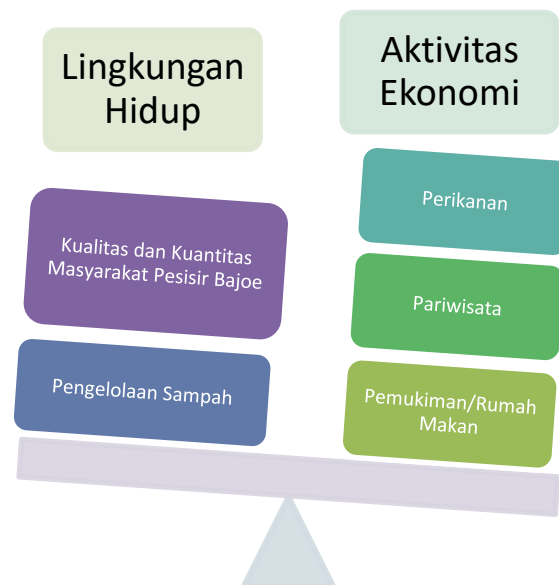 Lingkungan
Hidup
Aktivitas
Ekonomi
Kualitas dan Kuantitas
Masyarakat Pesisir Bajoe
Pengelolaan Sampah
Perikanan
Pariwisata
Pemukiman/Rumah
Makan